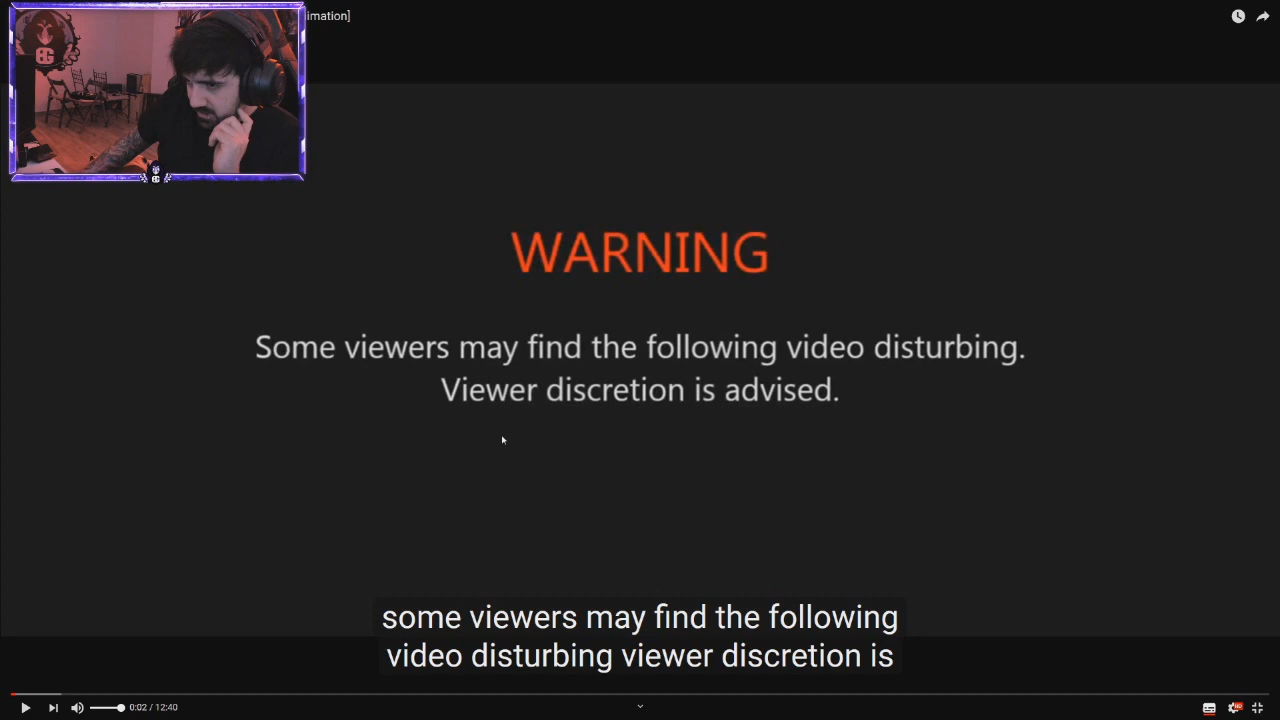 imation]
WARNING
Some viewers may find the following video disturbing.
Viewer discretion is advised.
some viewers may find the following
video disturbing viewer discretion is
0:02 / 12:40